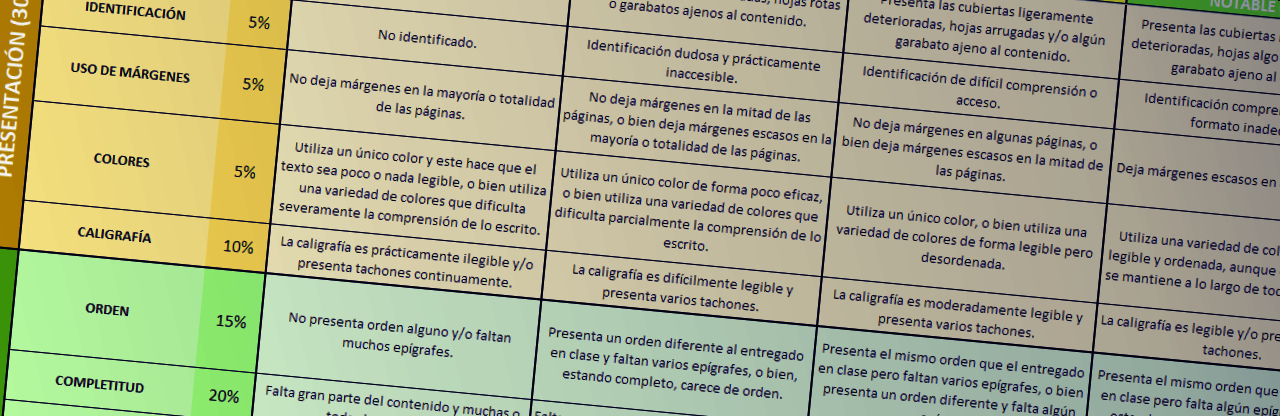 PRESENTACIÓN (30
NOTABLE
IDENTIFICACIÓN 5%
hojas rotas
o garabatos ajenos al contenido.
Presenta las cubiertas ligeramente
deterioradas, hojas arrugadas y/o algún
garabato ajeno al contenido.
Presenta las cubiertas
deterioradas, hojas algo
garabato ajeno al
USO DE MÁRGENES 5%
No identificado.
Identificación dudosa y prácticamente
inaccesible.
Identificación de difícil comprensión o
acceso.
Identificación
formato
No deja márgenes en la mayoría o totalidad
de las páginas.
No deja márgenes en la mitad de las
páginas, o bien deja márgenes escasos en la
mayoría o totalidad de las páginas.
No deja márgenes en algunas páginas, o
bien deja márgenes escasos en la mitad de
las páginas.
Deja márgenes escasos en
COLORES 5%
Utiliza un único color y este hace que el
texto sea poco o nada legible, o bien utiliza
una variedad de colores que dificulta
severamente la comprensión de lo escrito.
Utiliza un único color de forma poco eficaz,
o bien utiliza una variedad de colores que
dificulta parcialmente la comprensión de lo
escrito.
Utiliza un único color, o bien utiliza una
variedad de colores de forma legible pero
desordenada.
Utiliza una variedad de col
legible y ordenada, aunque
se mantiene a lo largo de
CALIGRAFÍA 10%
La caligrafía es prácticamente ilegible y/o
presenta tachones continuamente.
La caligrafía es difícilmente legible y
presenta varios tachones.
La caligrafía es moderadamente legible y
presenta varios tachones.
La caligrafía es legible y/o pre
tachones.
ORDEN 15%
No presenta orden alguno y/o faltan
muchos epígrafes.
Presenta un orden diferente al entregado
en clase y faltan varios epígrafes, o bien,
estando completo, carece de orden.
Presenta el mismo orden que el entregado
en clase pero faltan varios epígrafes, o bien
presenta un orden diferente y falta algún
Presenta el mismo orden que
en clase pero falta algún
COMPLETITUD 20%
Falta gran parte del contenido y muchas o